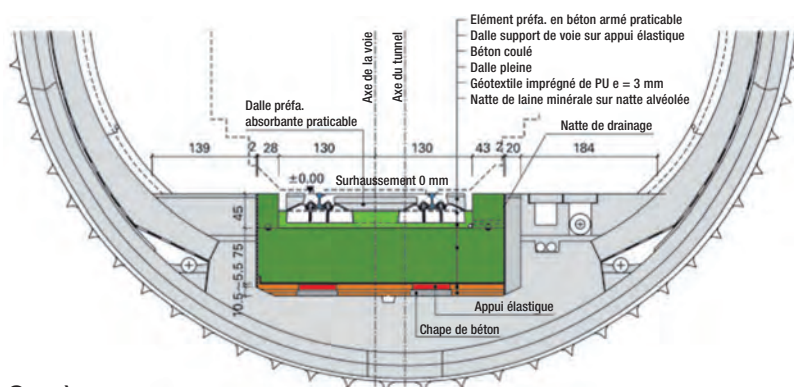 Elément préfa. en béton armé praticable
Dalle support de voie sur appui élastique
Béton coulé
Dalle pleine
Géotextile imprégné de PU e = 3 mm
Natte de laine minérale sur natte alvéolée
Axe de la voie
Axe du tunnel
Dalle préfa.
absorbante praticable
Natte de drainage
139 2 28 130 130 43 2 20 184
±0.00
Surhaussement 0 mm
45
75
5.5
10.5
Appui élastique
Chape de béton